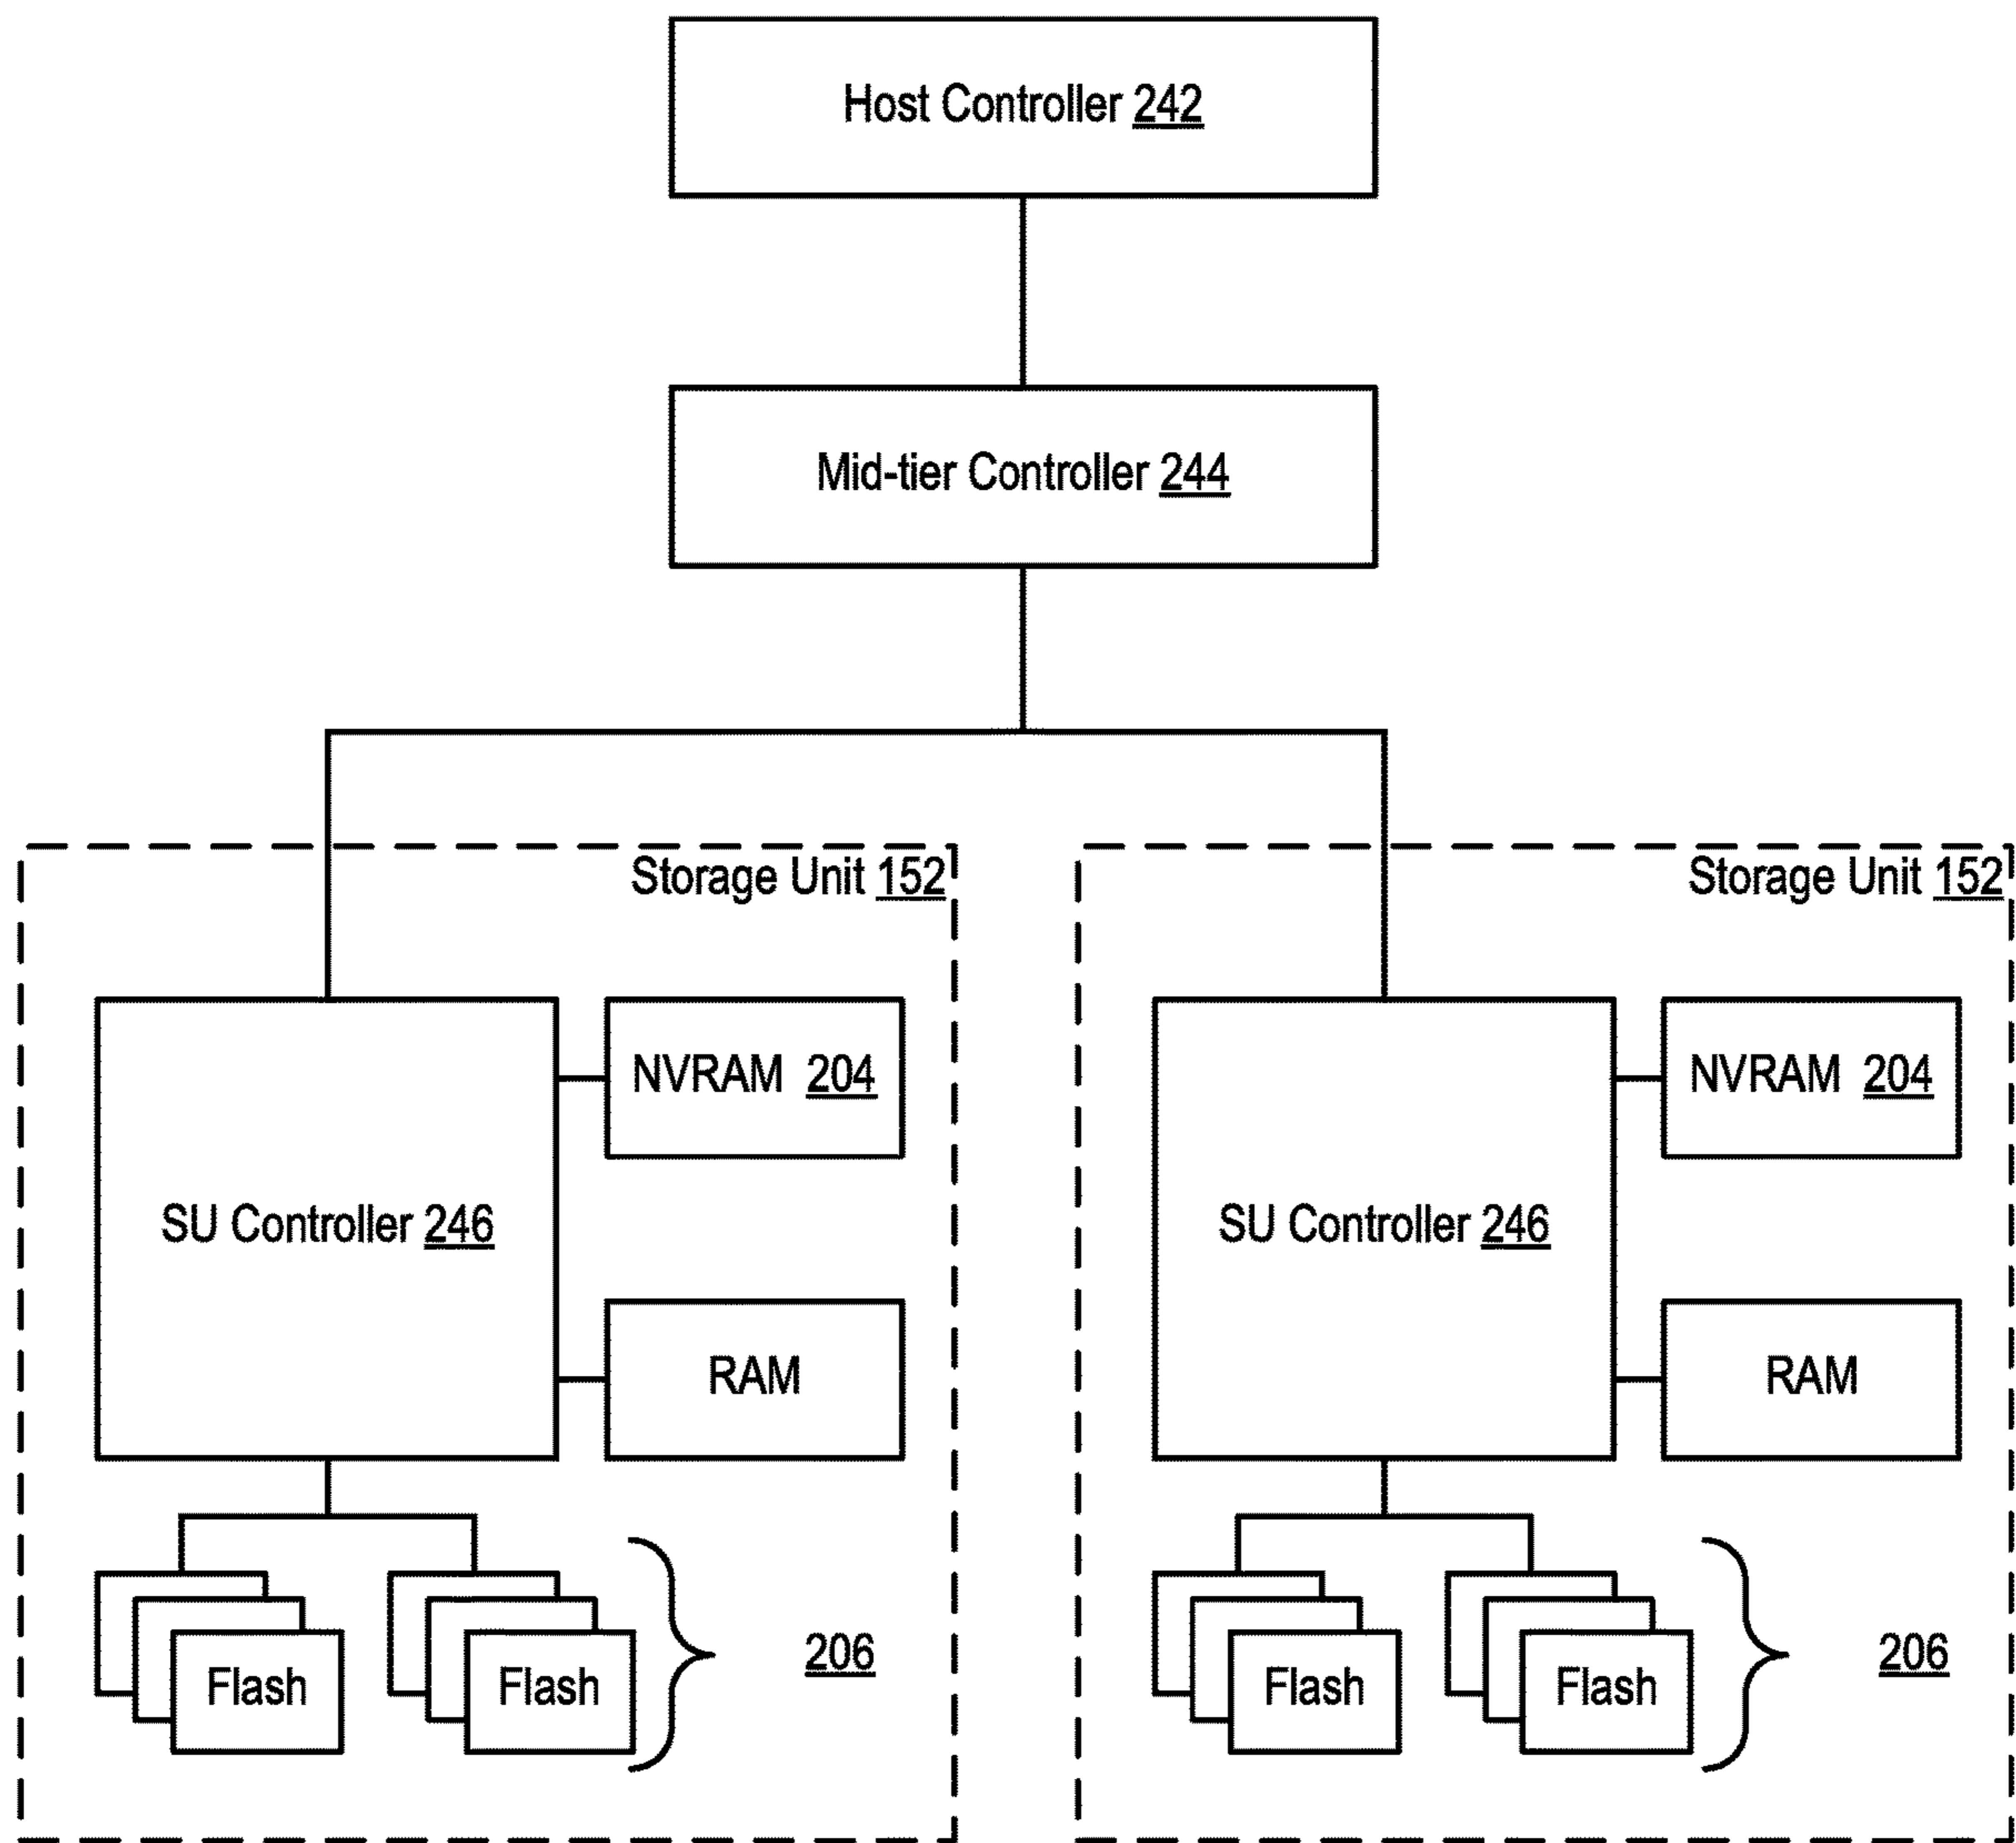 Host Controller 242
Mid-tier Controller 244
Storage Unit 152
Storage Unit 152
NVRAM 204
NVRAM 204
SU Controller 246
SU Controller 246
RAM
RAM
206
206
Flash
Flash
Flash
Flash